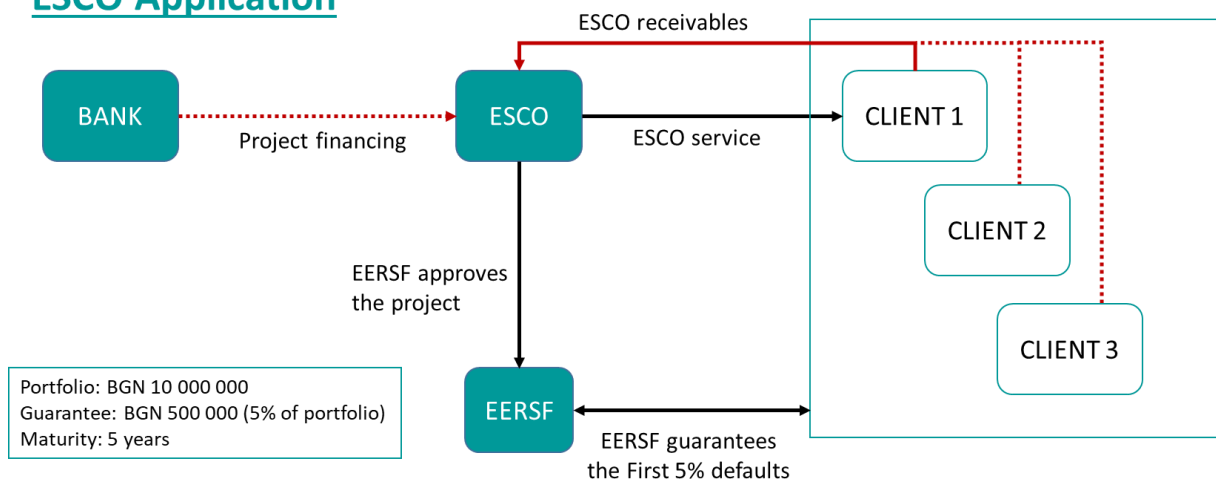 ESCO Application
ESCO receivables
BANK
ESCO
CLIENT 1
Project financing
ESCO service
CLIENT 2
EERSF approves
the project
CLIENT 3
Portfolio: BGN 10 000 000
Guarantee: BGN 500 000 (5% of portfolio)
Maturity: 5 years
EERSF
EERSF guarantees
the First 5% defaults